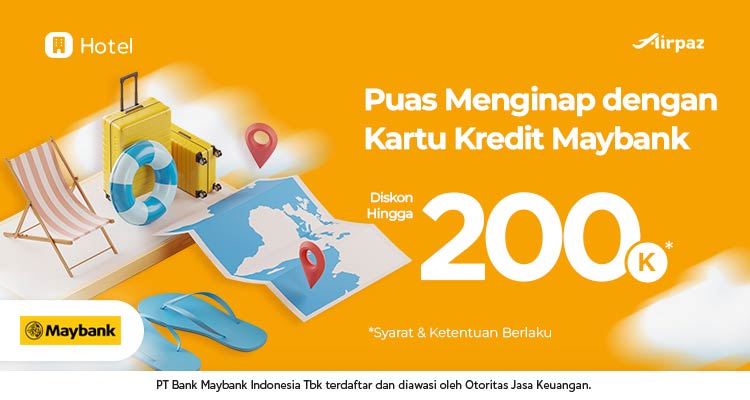 Hotel
Airpaz
Puas Menginap dengan
Kartu Kredit Maybank
Diskon
Hingga
200K*
*Syarat & Ketentuan Berlaku
Maybank
PT Bank Maybank Indonesia Tbk terdaftar dan diawasi oleh Otoritas Jasa Keuangan.